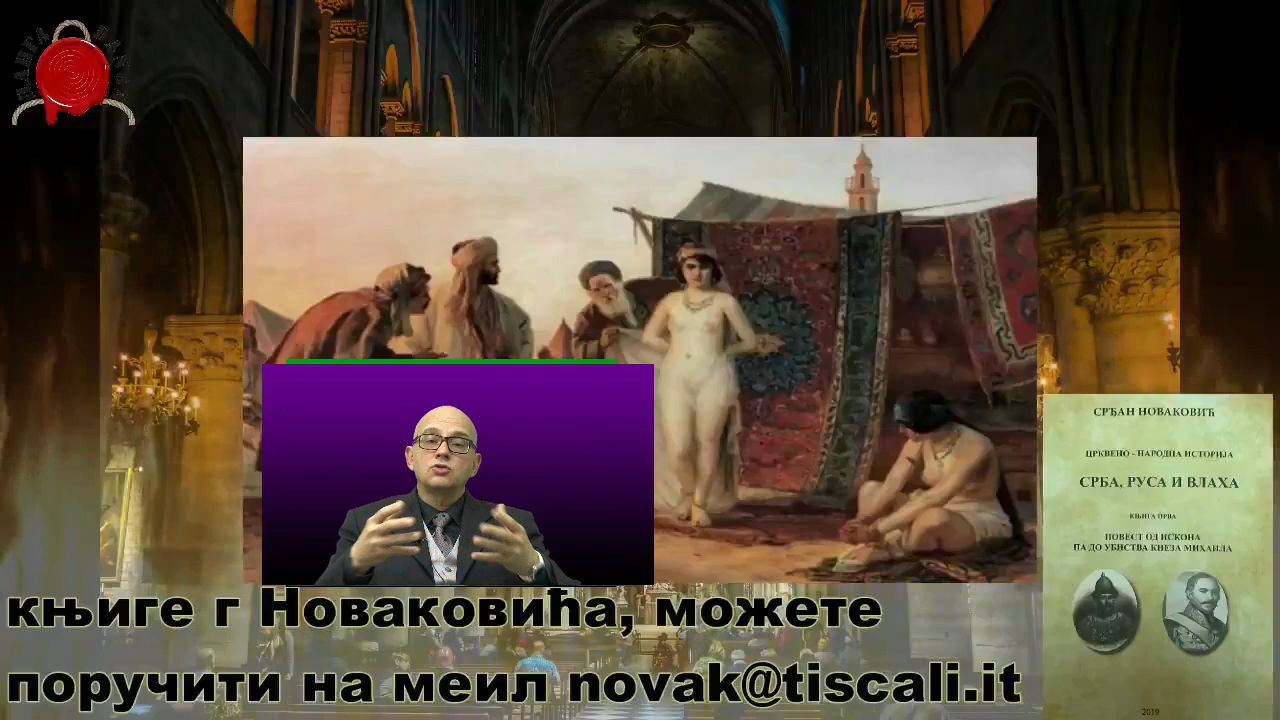 СРЂАН НОВАКОВИЋ
ЦРКВЕНО - НАРОДНА ИСТОРИЈА
СРБА, РУСА И ВЛАХА
КЊИГА ПРВА
ПОВЕСТ ОД ИСКОНА
ПА ДО УБИСТВА КНЕЗА МИХАИЛА
2019
књиге г Новаковића, можете
поручити на меил novak@tiscali.it